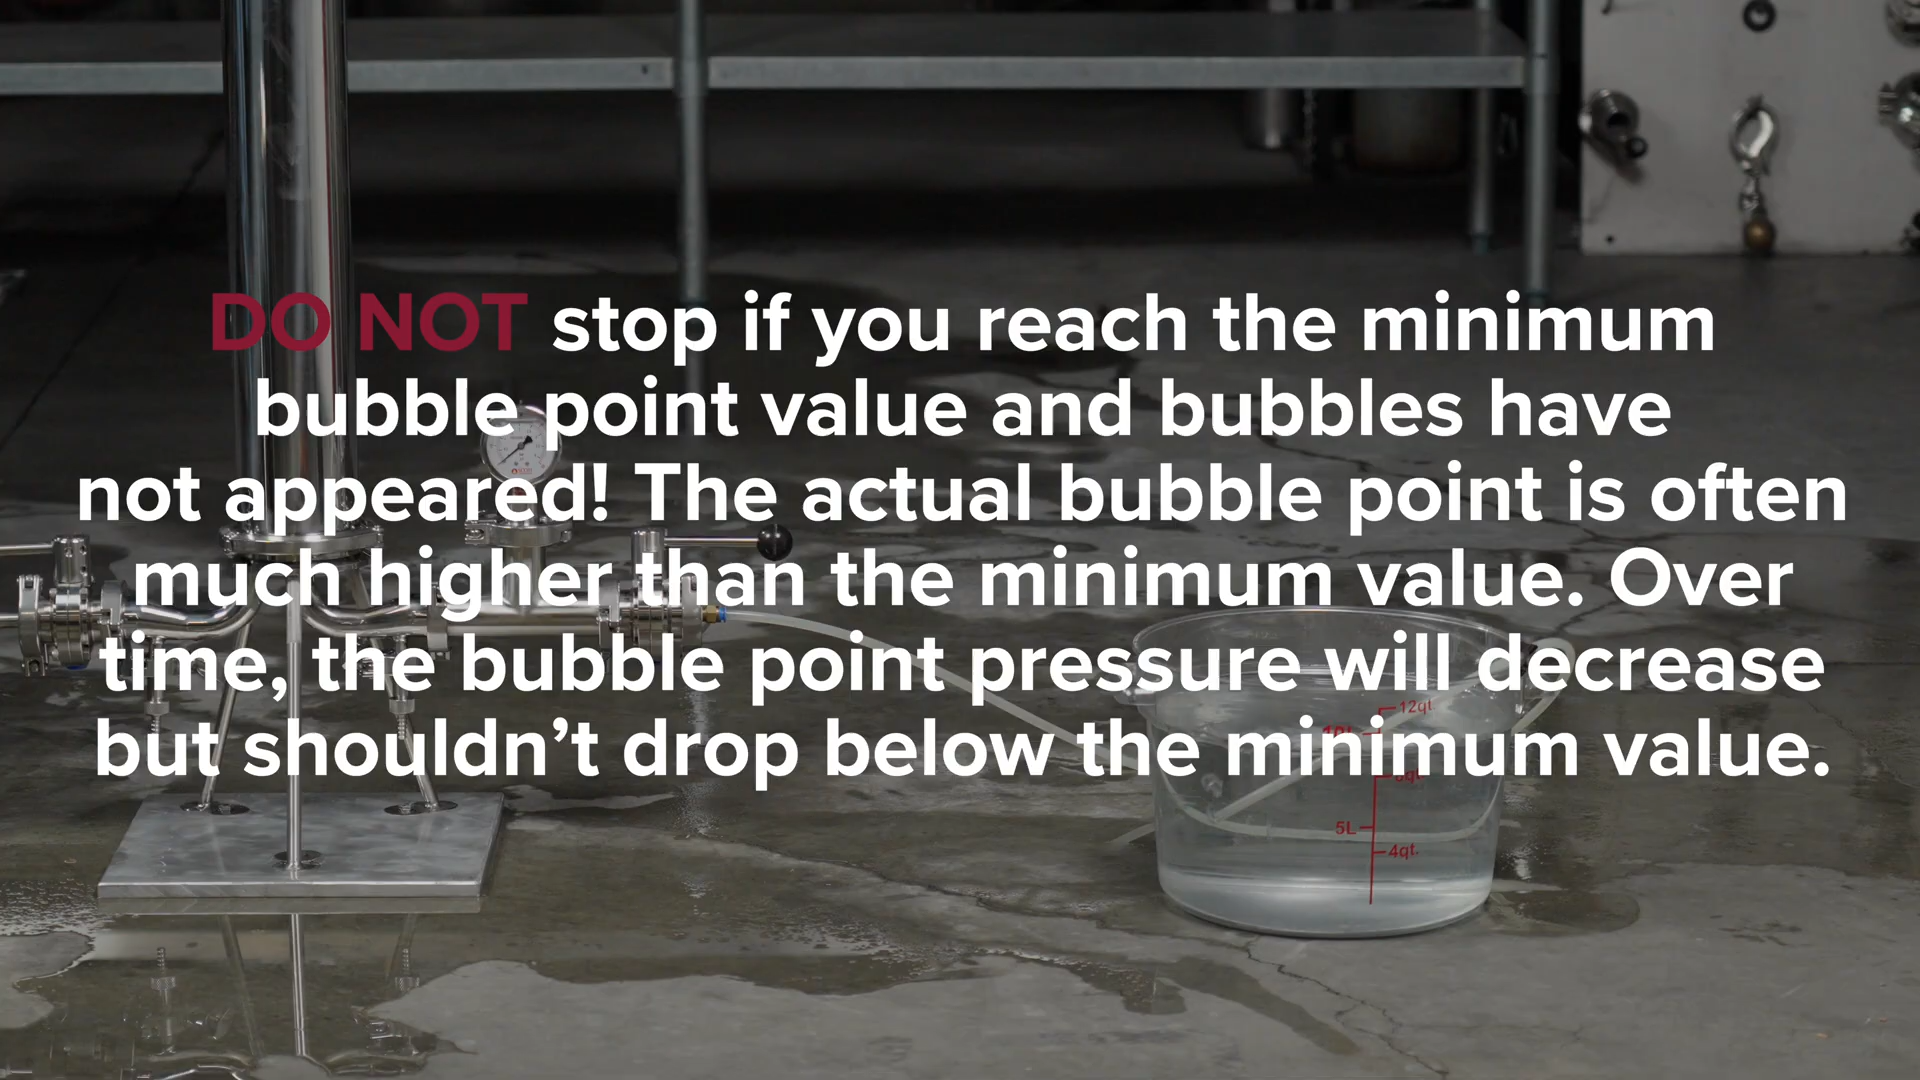 DO NOT stop if you reach the minimum
bubble point value and bubbles have
not appeared! The actual bubble point is often
much higher than the minimum value. Over
time, the bubble point pressure will decrease
but shouldn’t drop below the minimum value.
12qt.
5L
4qt.